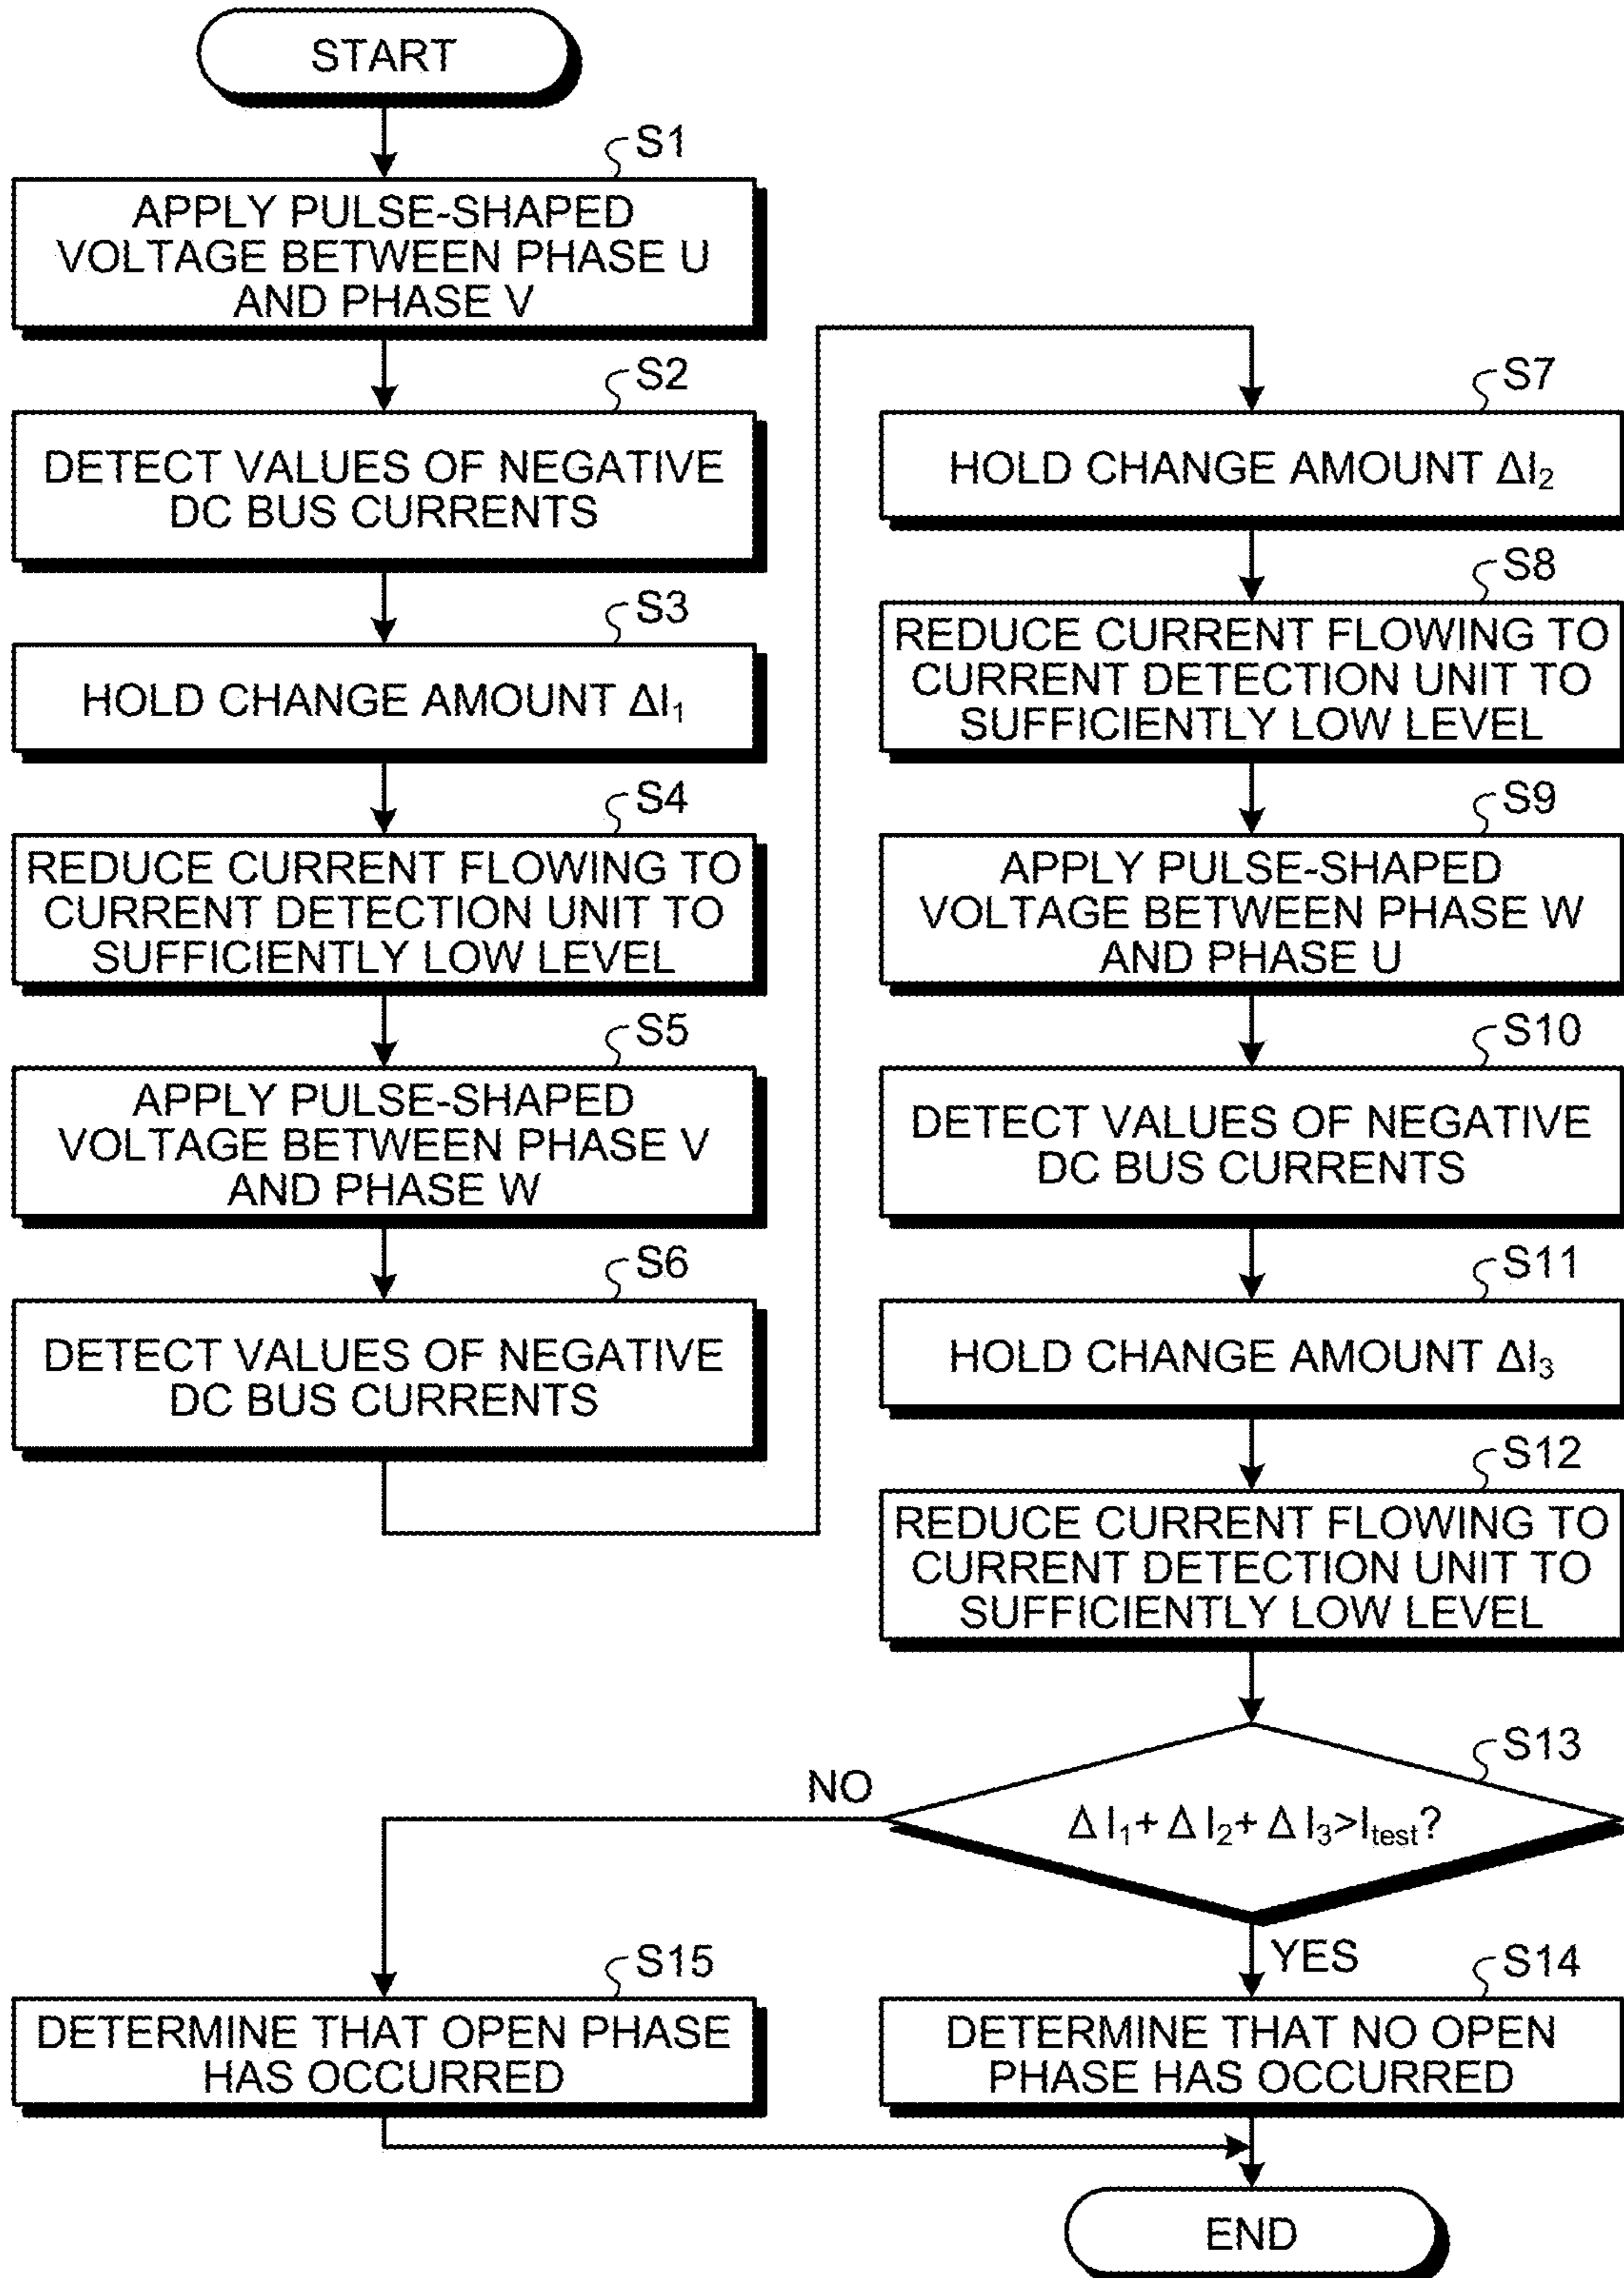 START
S1
APPLY PULSE-SHAPED
VOLTAGE BETWEEN PHASE U
AND PHASE V
S2
DETECT VALUES OF NEGATIVE
DC BUS CURRENTS
S3
HOLD CHANGE AMOUNT ΔI₁
S4
REDUCE CURRENT FLOWING TO
CURRENT DETECTION UNIT TO
SUFFICIENTLY LOW LEVEL
S5
APPLY PULSE-SHAPED
VOLTAGE BETWEEN PHASE V
AND PHASE W
S6
DETECT VALUES OF NEGATIVE
DC BUS CURRENTS
S7
HOLD CHANGE AMOUNT ΔI₂
S8
REDUCE CURRENT FLOWING TO
CURRENT DETECTION UNIT TO
SUFFICIENTLY LOW LEVEL
S9
APPLY PULSE-SHAPED
VOLTAGE BETWEEN PHASE W
AND PHASE U
S10
DETECT VALUES OF NEGATIVE
DC BUS CURRENTS
S11
HOLD CHANGE AMOUNT ΔI₃
S12
REDUCE CURRENT FLOWING TO
CURRENT DETECTION UNIT TO
SUFFICIENTLY LOW LEVEL
S13
Δ I₁+ Δ I₂+ Δ I₃>Itest?
NO
YES
S15
DETERMINE THAT OPEN PHASE
HAS OCCURRED
S14
DETERMINE THAT NO OPEN
PHASE HAS OCCURRED
END